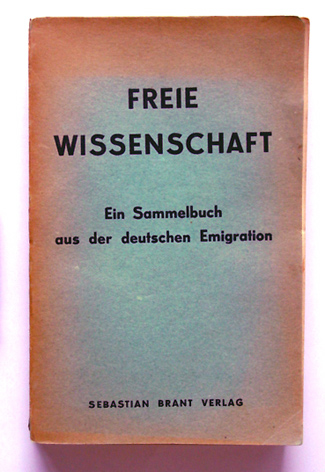 FREIE
WISSENSCHAFT
Ein Sammelbuch
aus der deutschen Emigration
SEBASTIAN BRANT VERLAG